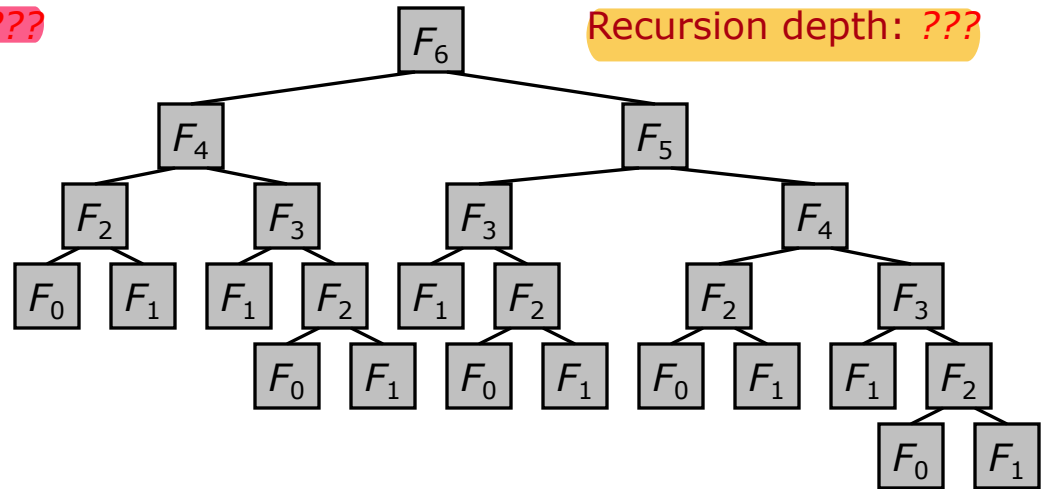 ??? Recursion depth: ???
F6
F4 F5
F2 F3 F3 F4
F0 F1 F1 F2 F1 F2 F2 F3
F0 F1 F0 F1 F0 F1 F1 F2
F0 F1